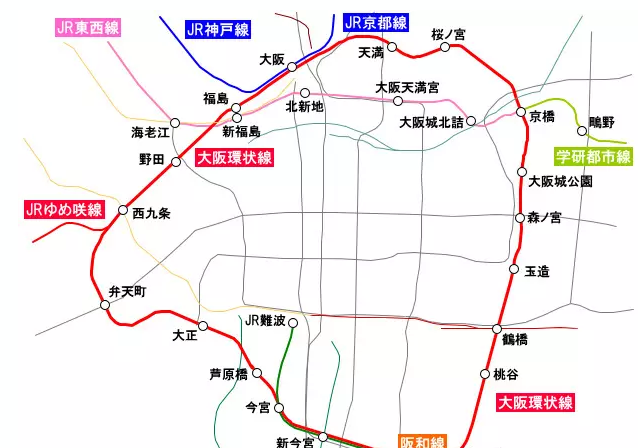 JR東西線
JR神戸線
JR京都線
桜ノ宮
天満
大阪
大阪天満宮
福島
北新地
海老江
新福島
大阪城北詰
京橋
鴫野
野田
大阪環状線
学研都市線
大阪城公園
JRゆめ咲線
西九条
森ノ宮
玉造
弁天町
大正
JR難波
鶴橋
芦原橋
桃谷
今宮
大阪環状線
新今宮
阪和線